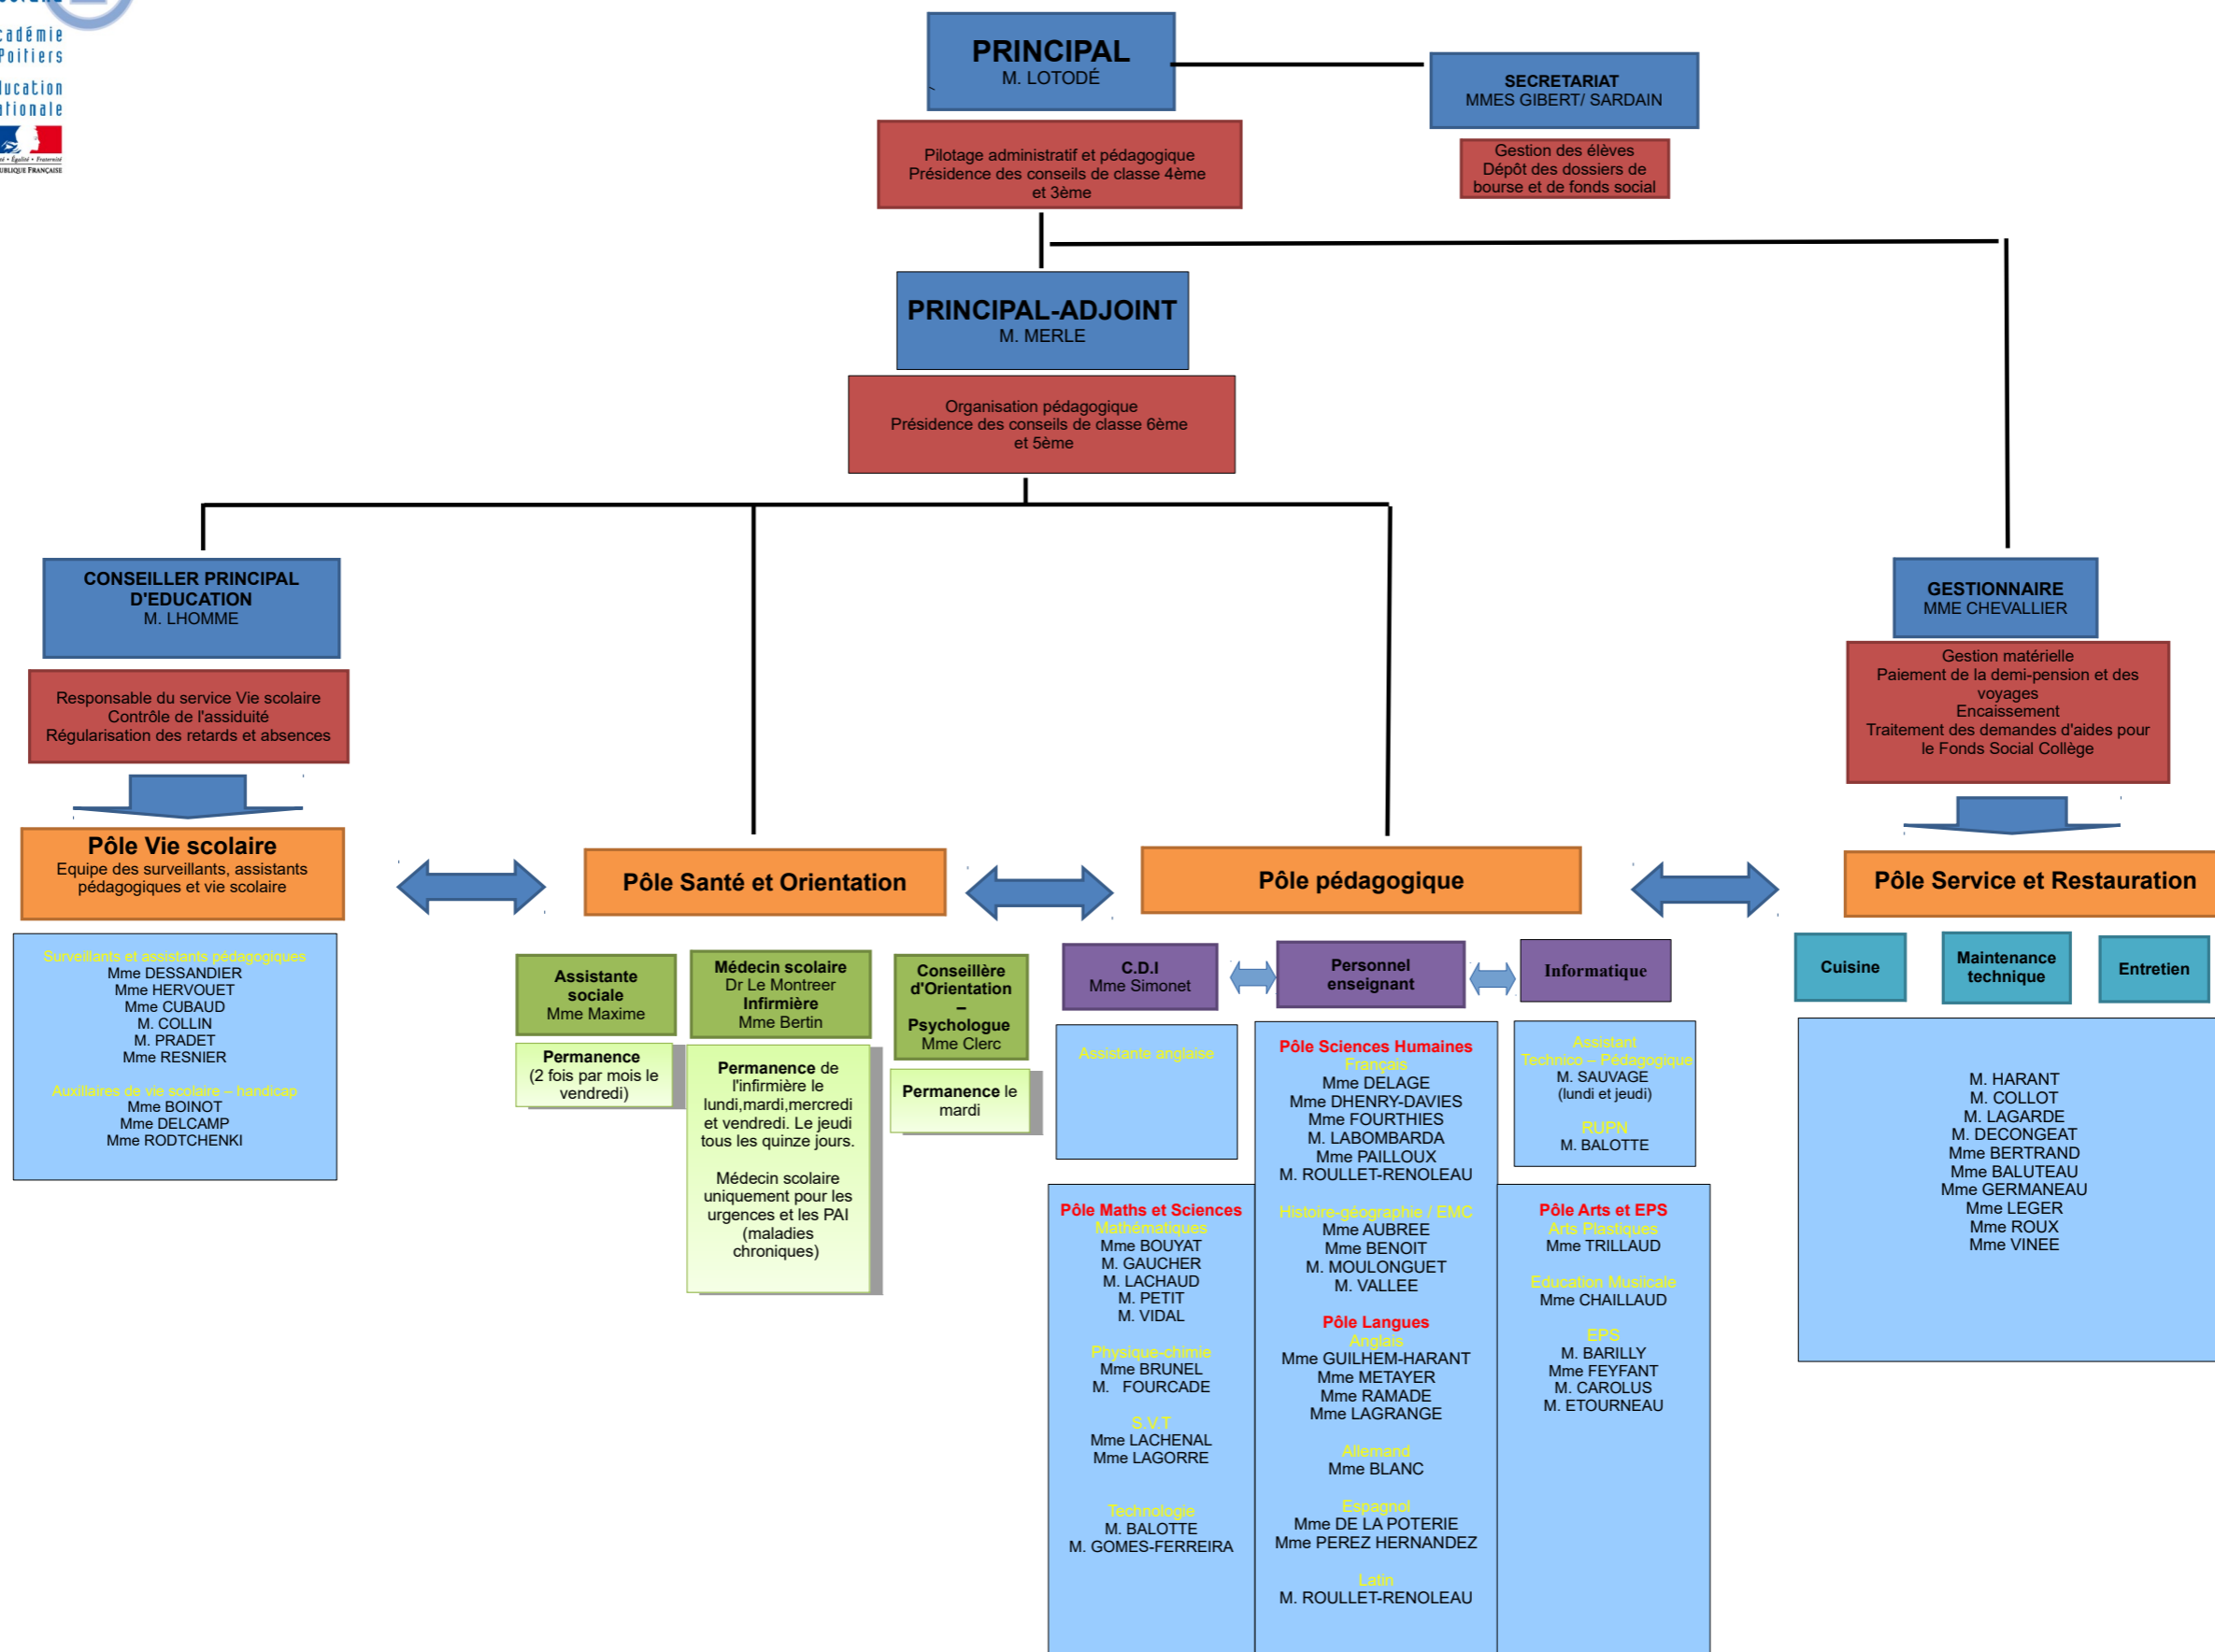 PRINCIPAL
M. LOTODÉ
SECRETARIAT
MMES GIBERT/ SARDAIN
Pilotage administratif et pédagogique
Présidence des conseils de classe 4ème
et 3ème
Gestion des élèves
Dépôt des dossiers de
bourse et de fonds social
PRINCIPAL-ADJOINT
M. MERLE
Organisation pédagogique
Présidence des conseils de classe 6ème
et 5ème
CONSEILLER PRINCIPAL
D'EDUCATION
M. LHOMME
Responsable du service Vie scolaire
Contrôle de l'assiduité
Régularisation des retards et absences
GESTIONNAIRE
MME CHEVALLIER
Gestion matérielle
Paiement de la demi-pension et des
voyages
Encaissement
Traitement des demandes d'aides pour
le Fonds Social Collège
Pôle Vie scolaire
Equipe des surveillants, assistants
pédagogiques et vie scolaire
Surveillants et assistants pédagogiques
Mme DESSANDIER
Mme HERVOUET
Mme CUBAUD
M. COLLIN
M. PRADET
Mme RESNIER
Auxillaires de vie scolaire – handicap
Mme BOINOT
Mme DELCAMP
Mme RODTCHENKI
Pôle Santé et Orientation
Assistante
sociale
Mme Maxime
Permanence
(2 fois par mois le
vendredi)
Médecin scolaire
Dr Le Montreer
Infirmière
Mme Bertin
Permanence de
l'infirmière le
lundi,mardi,mercredi
et vendredi. Le jeudi
tous les quinze jours.
Médecin scolaire
uniquement pour les
urgences et les PAI
(maladies
chroniques)
Conseillère
d'Orientation
–
Psychologue
Mme Clerc
Permanence le
mardi
Pôle pédagogique
C.D.I
Mme Simonet
Assistante anglaise
Personnel
enseignant
Informatique
Assistant
Technico – Pédagogique
M. SAUVAGE
(lundi et jeudi)
RUPN
M. BALOTTE
Pôle Maths et Sciences
Mathématiques
Mme BOUYAT
M. GAUCHER
M. LACHAUD
M. PETIT
M. VIDAL
Physique-chimie
Mme BRUNEL
M. FOURCADE
S.V.T
Mme LACHENAL
Mme LAGORRE
Technologie
M. BALOTTE
M. GOMES-FERREIRA
Pôle Sciences Humaines
Français
Mme DELAGE
Mme DHENRY-DAVIES
Mme FOURTHIES
M. LABOMBARDA
Mme PAILLOUX
M. ROULLET-RENOLEAU
Histoire-géographie / EMC
Mme AUBREE
Mme BENOIT
M. MOULONGUET
M. VALLEE
Pôle Langues
Anglais
Mme GUILHEM-HARANT
Mme METAYER
Mme RAMADE
Mme LAGRANGE
Allemand
Mme BLANC
Espagnol
Mme DE LA POTERIE
Mme PEREZ HERNANDEZ
Latin
M. ROULLET-RENOLEAU
Pôle Arts et EPS
Arts Plastiques
Mme TRILLAUD
Education Musiicale
Mme CHAILLAUD
EPS
M. BARILLY
Mme FEYFANT
M. CAROLUS
M. ETOURNEAU
Pôle Service et Restauration
Cuisine
Maintenance
technique
Entretien
M. HARANT
M. COLLOT
M. LAGARDE
M. DECONGEAT
Mme BERTRAND
Mme BALUTEAU
Mme GERMANEAU
Mme LEGER
Mme ROUX
Mme VINEE
Poitiers